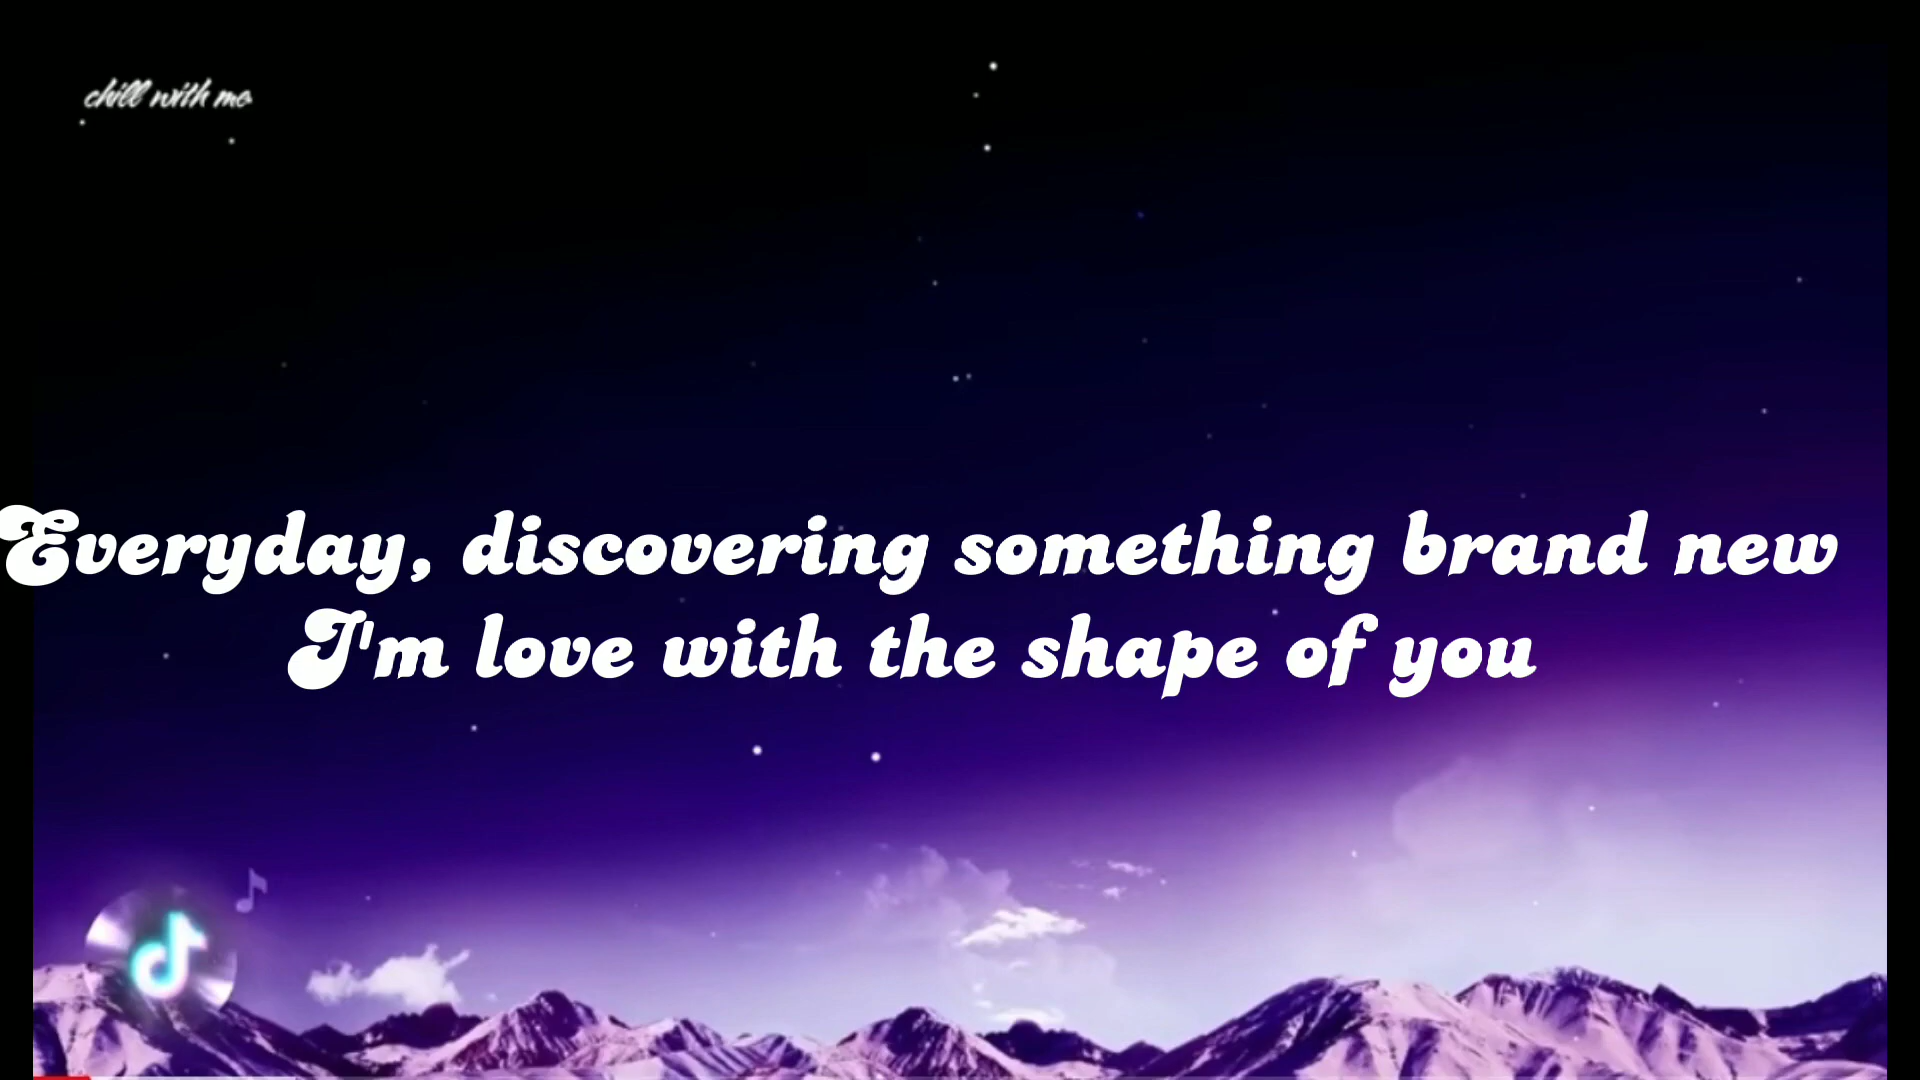 chill with me
Everyday, discovering something brand new
I'm love with the shape of you